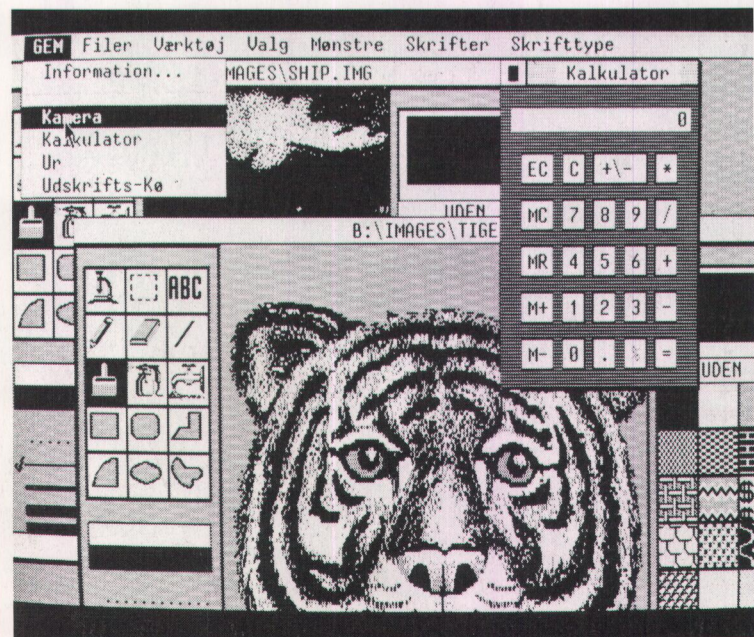 GEM Filer Værktøj Valg Mønstre Skrifter Skrifttype
Information...
Kamera
Kalkulator
Ur
Udskrifts-Kø
MAGES\SHIP.IMG
UDEN
B:\IMAGES\TIGE
ABC
Kalkulator
0
EC C +\- *
MC 7 8 9 /
MR 4 5 6 +
M+ 1 2 3 -
M- 0 . % =
UDEN